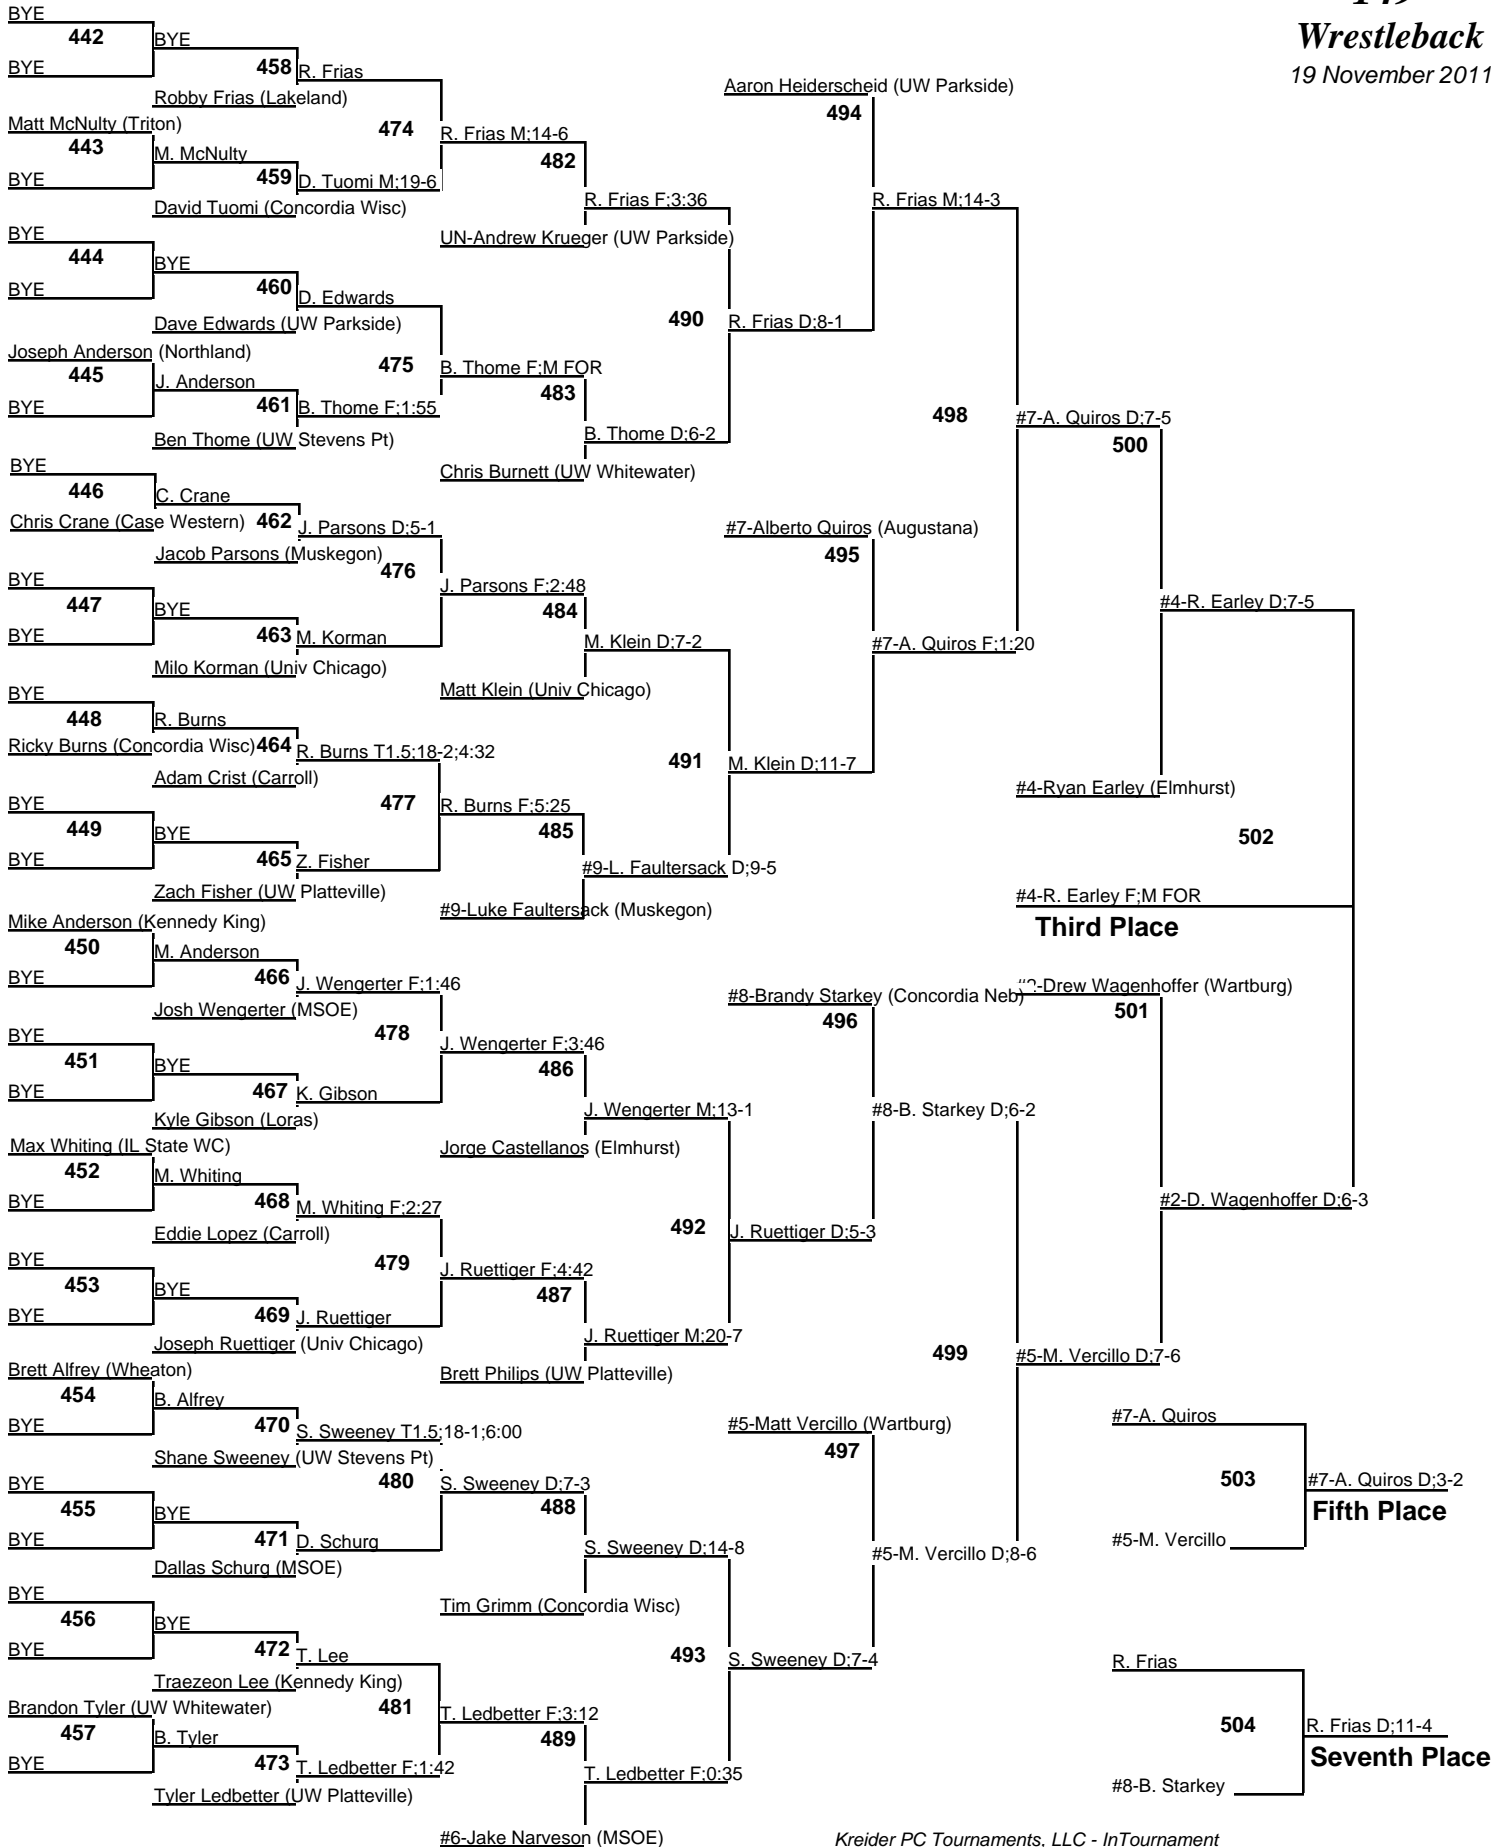 Wrestleback
19 November 2011
BYE
442
BYE
BYE
458
R. Frias
Robby Frias (Lakeland)
Matt McNulty (Triton)
443
BYE
M. McNulty
459
D. Tuomi M;19-6
David Tuomi (Concordia Wisc)
474
R. Frias M;14-6
482
R. Frias F;3:36
UN-Andrew Krueger (UW Parkside)
BYE
444
BYE
BYE
460
D. Edwards
Dave Edwards (UW Parkside)
Joseph Anderson (Northland)
445
BYE
J. Anderson
461
B. Thome F;1:55
Ben Thome (UW Stevens Pt)
475
B. Thome F;M FOR
483
B. Thome D;6-2
Chris Burnett (UW Whitewater)
490
R. Frias D;8-1
Aaron Heiderscheid (UW Parkside)
494
R. Frias M;14-3
BYE
446
Chris Crane (Case Western)
C. Crane
462
J. Parsons D;5-1
Jacob Parsons (Muskegon)
BYE
447
BYE
BYE
463
M. Korman
Milo Korman (Univ Chicago)
476
J. Parsons F;2:48
484
M. Klein D;7-2
Matt Klein (Univ Chicago)
BYE
448
Ricky Burns (Concordia Wisc)
R. Burns
464
R. Burns T1.5;18-2;4:32
Adam Crist (Carroll)
BYE
449
BYE
BYE
465
Z. Fisher
Zach Fisher (UW Platteville)
477
R. Burns F;5:25
485
#9-L. Faultersack D;9-5
#9-Luke Faultersack (Muskegon)
491
M. Klein D;11-7
#7-Alberto Quiros (Augustana)
495
#7-A. Quiros F;1:20
498
#7-A. Quiros D;7-5
500
#4-R. Earley D;7-5
#4-Ryan Earley (Elmhurst)
502
#4-R. Earley F;M FOR
Third Place
Mike Anderson (Kennedy King)
450
BYE
M. Anderson
466
J. Wengerter F;1:46
Josh Wengerter (MSOE)
BYE
451
BYE
BYE
467
K. Gibson
Kyle Gibson (Loras)
478
J. Wengerter F;3:46
486
J. Wengerter M;13-1
Jorge Castellanos (Elmhurst)
Max Whiting (IL State WC)
452
BYE
M. Whiting
468
M. Whiting F;2:27
Eddie Lopez (Carroll)
BYE
453
BYE
BYE
469
J. Ruettiger
Joseph Ruettiger (Univ Chicago)
479
J. Ruettiger F;4:42
487
J. Ruettiger M;20-7
Brett Philips (UW Platteville)
492
J. Ruettiger D;5-3
#8-Brandy Starkey (Concordia Neb)
496
#8-B. Starkey D;6-2
#2-Drew Wagenhoffer (Wartburg)
501
#2-D. Wagenhoffer D;6-3
Brett Alfrey (Wheaton)
454
BYE
B. Alfrey
470
S. Sweeney T1.5;18-1;6:00
Shane Sweeney (UW Stevens Pt)
BYE
455
BYE
BYE
471
D. Schurg
Dallas Schurg (MSOE)
480
S. Sweeney D;7-3
488
S. Sweeney D;14-8
Tim Grimm (Concordia Wisc)
BYE
456
BYE
BYE
472
T. Lee
Traezeon Lee (Kennedy King)
Brandon Tyler (UW Whitewater)
457
BYE
B. Tyler
473
T. Ledbetter F;1:42
Tyler Ledbetter (UW Platteville)
481
T. Ledbetter F;3:12
489
T. Ledbetter F;0:35
#6-Jake Narveson (MSOE)
493
S. Sweeney D;7-4
#5-Matt Vercillo (Wartburg)
497
#5-M. Vercillo D;8-6
499
#5-M. Vercillo D;7-6
#7-A. Quiros
503
#5-M. Vercillo
#7-A. Quiros D;3-2
Fifth Place
R. Frias
504
#8-B. Starkey
R. Frias D;11-4
Seventh Place
Kreider PC Tournaments, LLC - InTournament